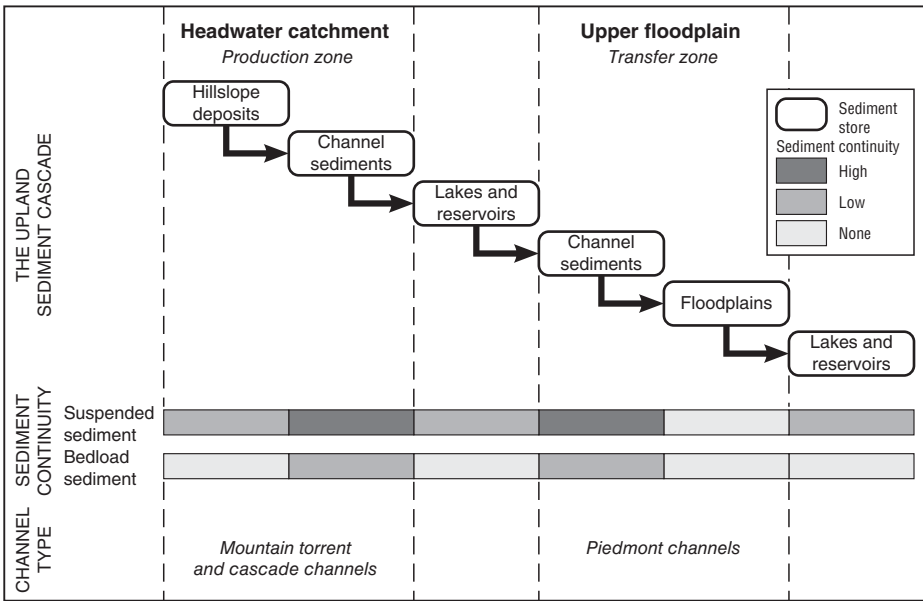 Headwater catchment
Production zone
Upper floodplain
Transfer zone
THE UPLAND
SEDIMENT CASCADE
Hillslope
deposits
Channel
sediments
Lakes and
reservoirs
Channel
sediments
Floodplains
Lakes and
reservoirs
Sediment
store
Sediment continuity
High
Low
None
SEDIMENT
CONTINUITY
Suspended
sediment
Bedload
sediment
CHANNEL
TYPE
Mountain torrent
and cascade channels
Piedmont channels